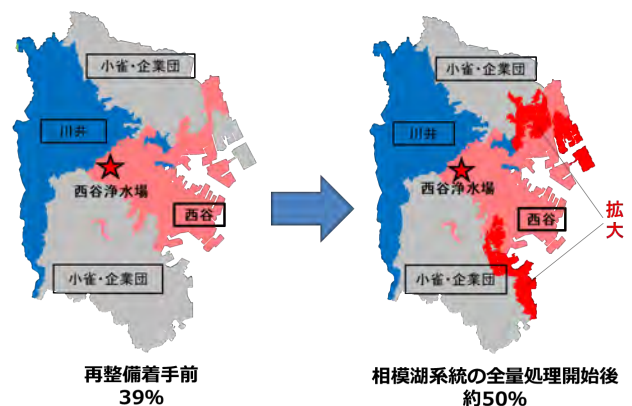 小雀・企業団
川井
西谷浄水場
西谷
小雀・企業団
再整備着手前
39%
小雀・企業団
川井
西谷浄水場
西谷
拡大
小雀・企業団
相模湖系統の全量処理開始後
約50%